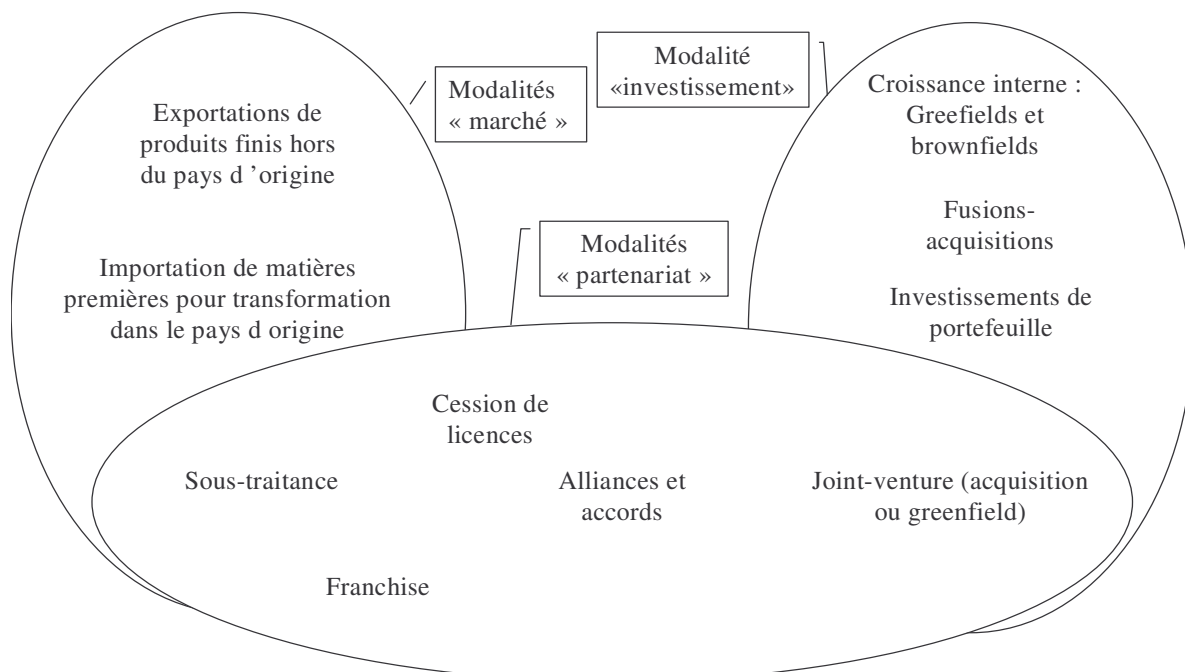 Exportations de
produits finis hors
du pays d ’origine
Importation de matières
premières pour transformation
dans le pays d origine
Modalités
« marché »
Modalité
«investissement»
Croissance interne :
Greefields et
brownfields
Fusions-
acquisitions
Investissements de
portefeuille
Modalités
« partenariat »
Cession de
licences
Sous-traitance
Alliances et
accords
Joint-venture (acquisition
ou greenfield)
Franchise